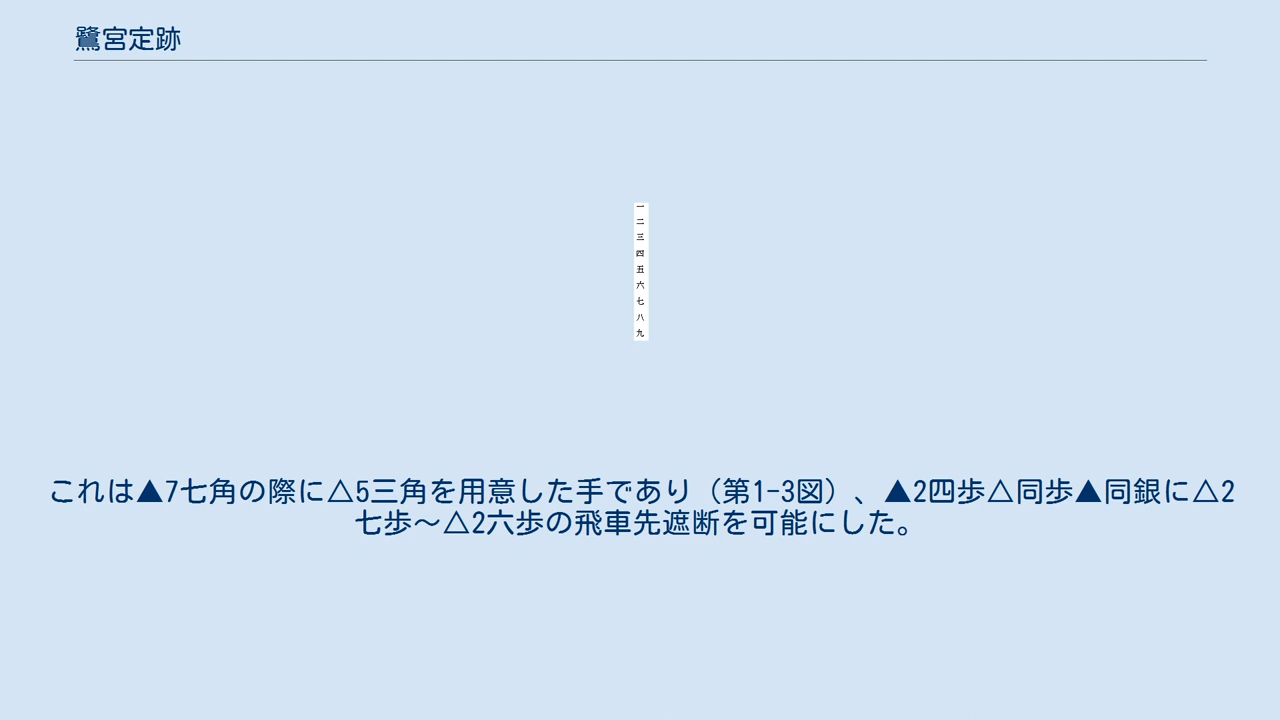 鷺宮定跡
一
二
三
四
五
六
七
八
九
これは▲7七角の際に△5三角を用意した手であり（第1-3図）、▲2四歩△同歩▲同銀に△2
七歩〜△2六歩の飛車先遮断を可能にした。